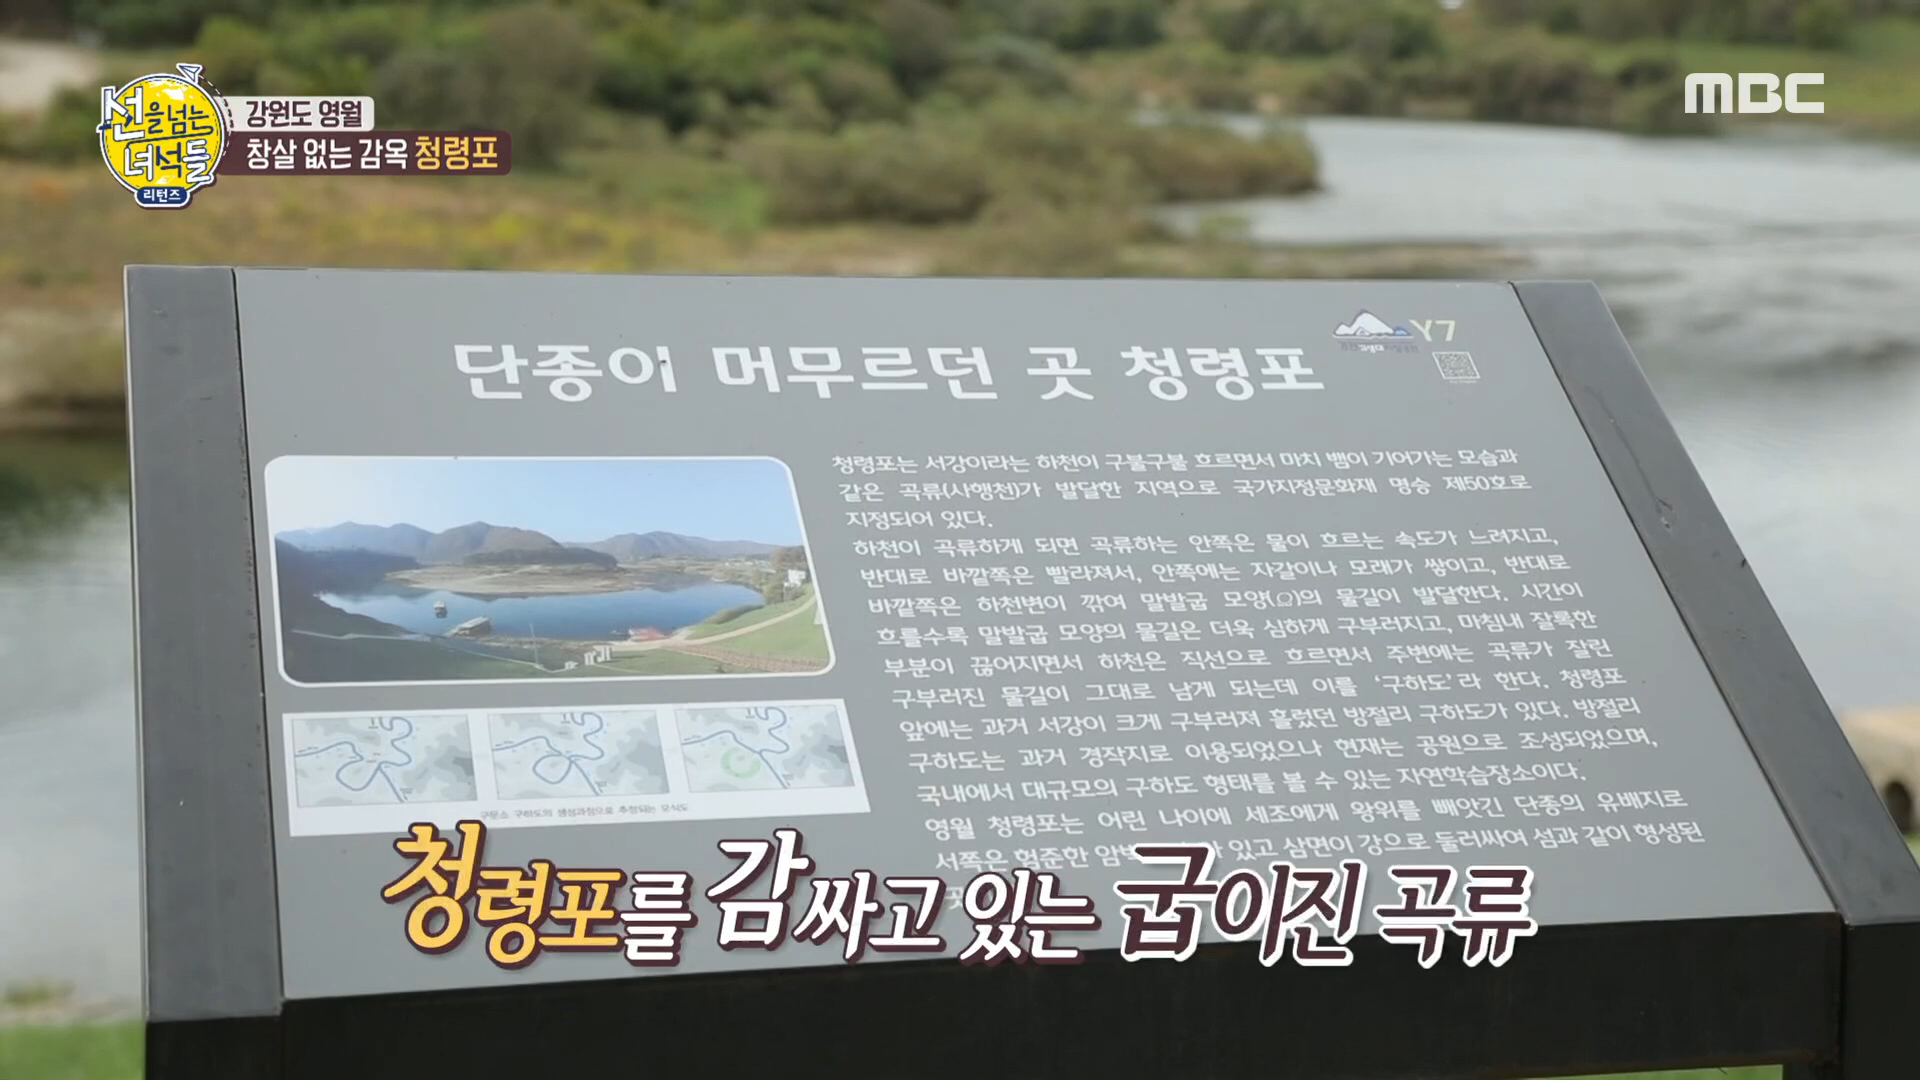 선을넘는
녀석들
리턴즈
강원도 영월
창살 없는 감옥 청령포
MBC
Y7
단종이 머무르던 곳 청령포
청령포는 서강이라는 하천이 구불구불 흐르면서 마치 뱀이 기어가는 모습과
같은 곡류(사행천)가 발달한 지역으로 국가지정문화재 명승 제50호로
지정되어 있다.
하천이 곡류하게 되면 곡류하는 안쪽은 물이 흐르는 속도가 느려지고,
반대로 바깥쪽은 빨라져서, 안쪽에는 자갈이나 모래가 쌓이고, 반대로
바깥쪽은 하천변이 깎여 말발굽 모양(Ω)의 물길이 발달한다. 시간이
흐를수록 말발굽 모양의 물길은 더욱 심하게 구부러지고, 마침내 잘록한
부분이 끊어지면서 하천은 직선으로 흐르면서 주변에는 곡류가 잘린
구부러진 물길이 그대로 남게 되는데 이를 '구하도'라 한다. 청령포
앞에는 과거 서강이 크게 구부러져 흘렀던 방절리 구하도가 있다. 방절리
구하도는 과거 경작지로 이용되었으나 현재는 공원으로 조성되었으며,
국내에서 대규모의 구하도 형태를 볼 수 있는 자연학습장소이다.
영월 청령포는 어린 나이에 세조에게 왕위를 빼앗긴 단종의 유배지로
서쪽은 험준한 있고 삼면이 강으로 둘러싸여 섬과 같이 형성된
구문소 구하도의 생성과정으로 추정되는 모식도
청령포를 감싸고 있는 굽이진 곡류